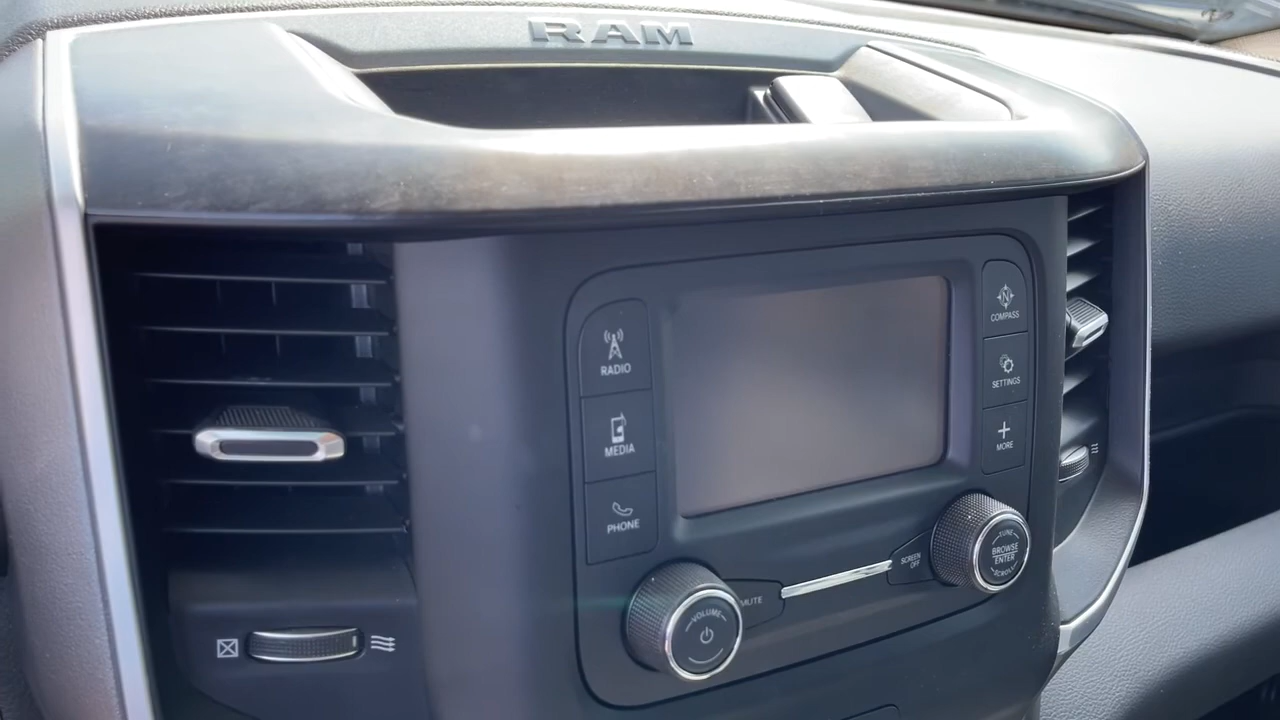 RAM
RADIO
MEDIA
PHONE
N
COMPASS
SETTINGS
MORE
VOLUME
MUTE
SCREEN
OFF
TUNE
BROWSE
ENTER
SCROLL